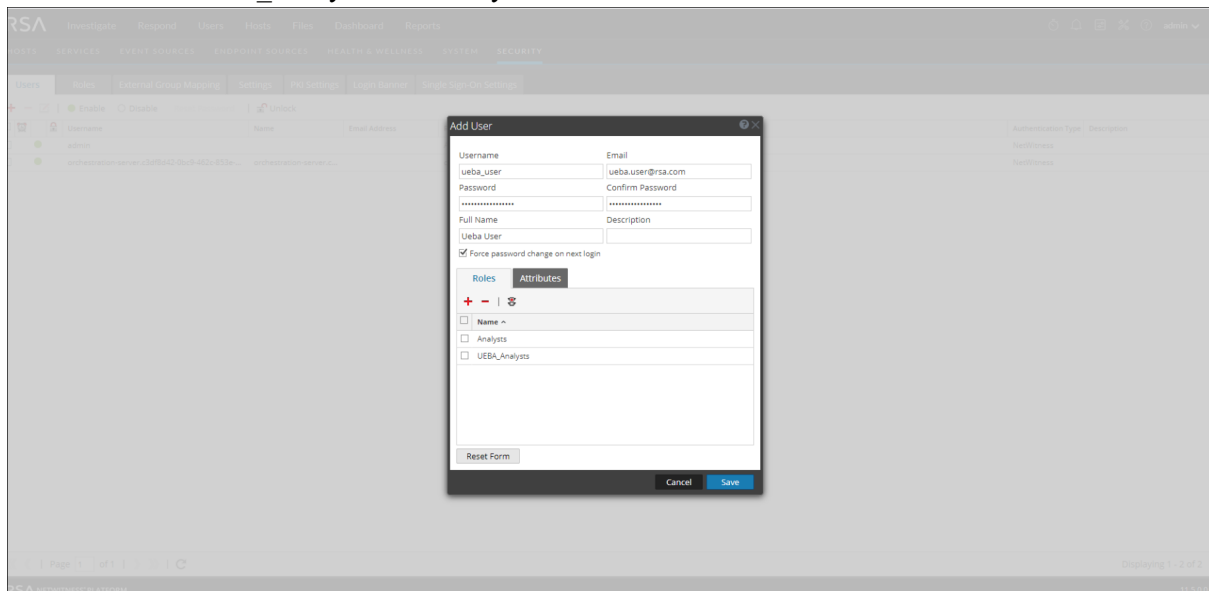 RSA Investigate Respond Users Hosts Files Dashboard Reports admin
HOSTS SERVICES EVENT SOURCES ENDPOINT SOURCES HEALTH & WELLNESS SYSTEM SECURITY
Users Roles External Group Mapping Settings PKI Settings Login Banner Single Sign-On Settings
Enable Disable Unlock
Username Name Email Address Authentication Type Description
admin NetWitness
NetWitness
Add User
Username Email
ueba_user ueba.user@rsa.com
Password Confirm Password
•••••••••••••••• ••••••••••••••••
Full Name Description
Ueba User
Force password change on next login
Roles Attributes
Name
Analysts
UEBA_Analysts
Reset Form
Cancel Save
Page 1 of 1 Displaying 1 - 2 of 2